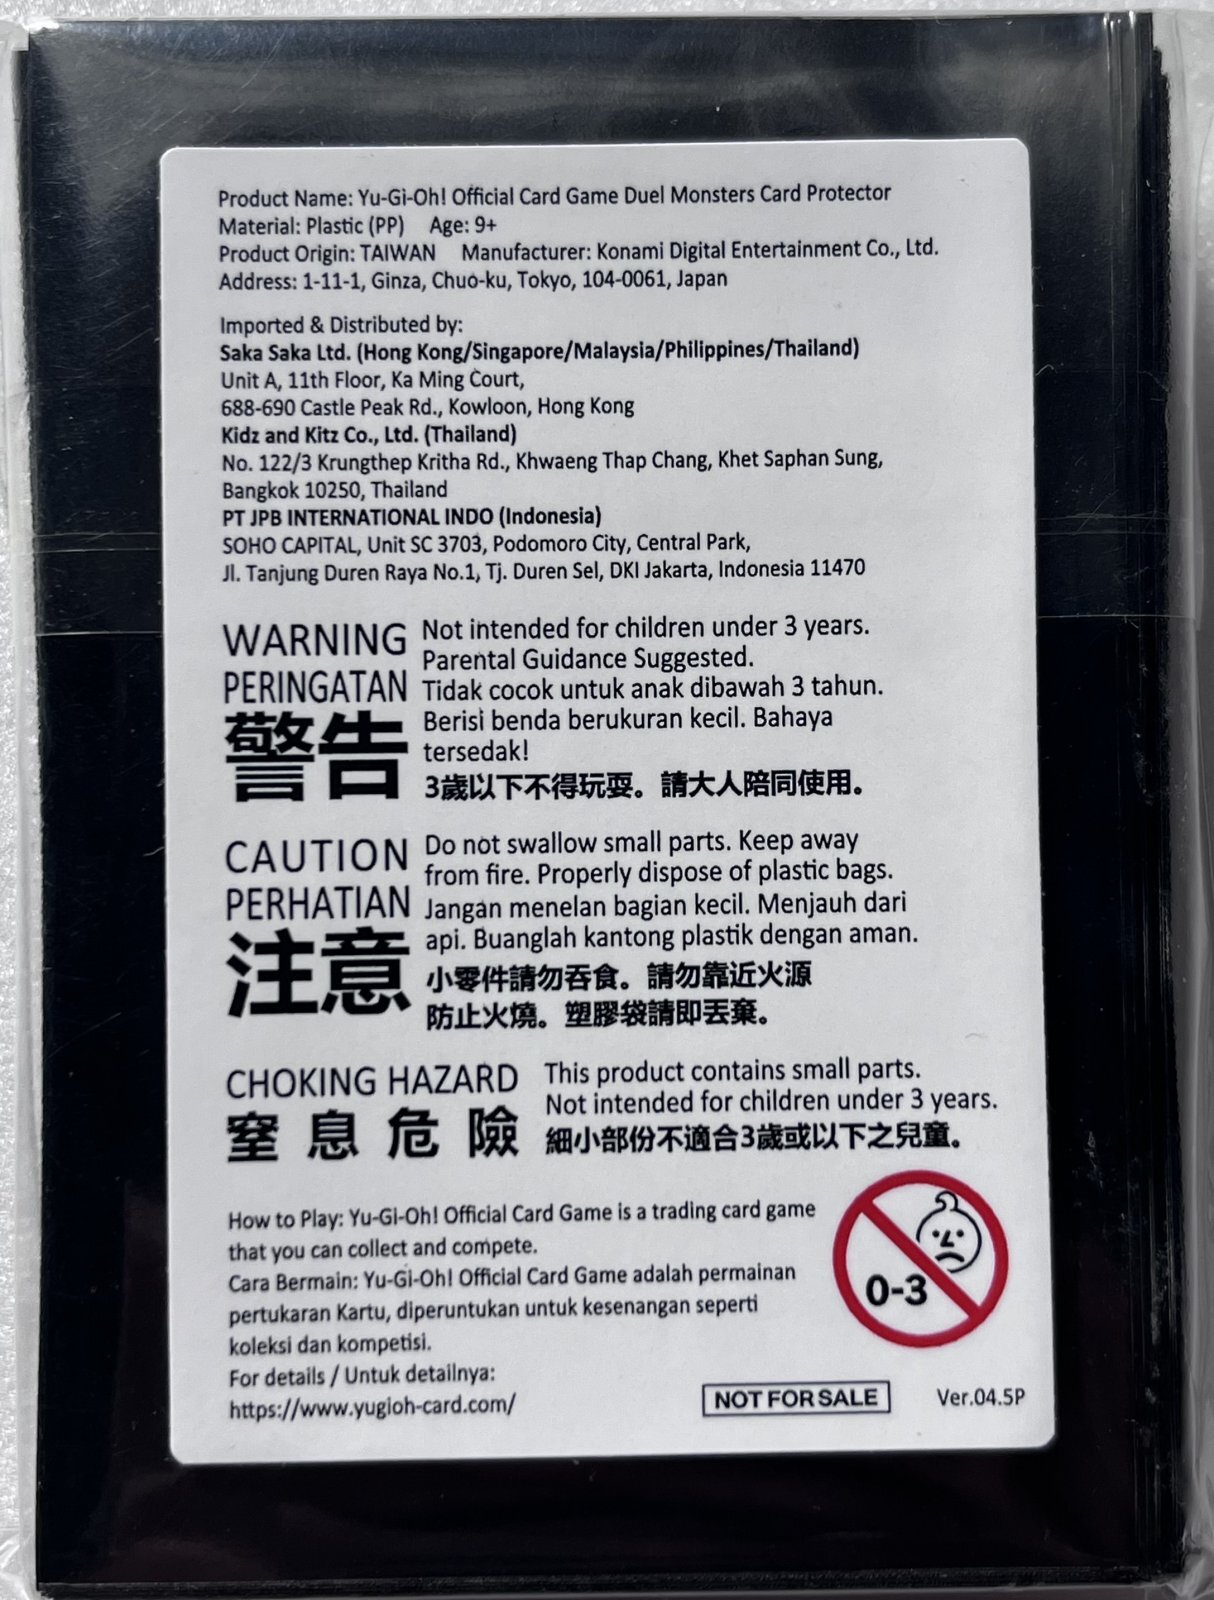 Product Name: Yu-Gi-Oh! Official Card Game Duel Monsters Card Protector
Material: Plastic (PP) Age: 9+
Product Origin: TAIWAN Manufacturer: Konami Digital Entertainment Co., Ltd.
Address: 1-11-1, Ginza, Chuo-ku, Tokyo, 104-0061, Japan
Imported & Distributed by:
Saka Saka Ltd. (Hong Kong/Singapore/Malaysia/Philippines/Thailand)
Unit A, 11th Floor, Ka Ming Court,
688-690 Castle Peak Rd., Kowloon, Hong Kong
Kidz and Kitz Co., Ltd. (Thailand)
No. 122/3 Krungthep Kritha Rd., Khwaeng Thap Chang, Khet Saphan Sung,
Bangkok 10250, Thailand
PT JPB INTERNATIONAL INDO (Indonesia)
SOHO CAPITAL, Unit SC 3703, Podomoro City, Central Park,
Jl. Tanjung Duren Raya No.1, Tj. Duren Sel, DKI Jakarta, Indonesia 11470
WARNING
PERINGATAN
警告
Not intended for children under 3 years.
Parental Guidance Suggested.
Tidak cocok untuk anak dibawah 3 tahun.
Berisi benda berukuran kecil. Bahaya
tersedak!
3歲以下不得玩耍。請大人陪同使用。
CAUTION
PERHATIAN
注意
Do not swallow small parts. Keep away
from fire. Properly dispose of plastic bags.
Jangan menelan bagian kecil. Menjauh dari
api. Buanglah kantong plastik dengan aman.
小零件請勿吞食。請勿靠近火源
防止火燒。塑膠袋請即丟棄。
CHOKING HAZARD
窒息危險
This product contains small parts.
Not intended for children under 3 years.
細小部份不適合3歲或以下之兒童。
How to Play: Yu-Gi-Oh! Official Card Game is a trading card game
that you can collect and compete.
Cara Bermain: Yu-Gi-Oh! Official Card Game adalah permainan
pertukaran Kartu, diperuntukan untuk kesenangan seperti
koleksi dan kompetisi.
For details / Untuk detailnya:
https://www.yugioh-card.com/
0-3
NOT FOR SALE
Ver.04.5P